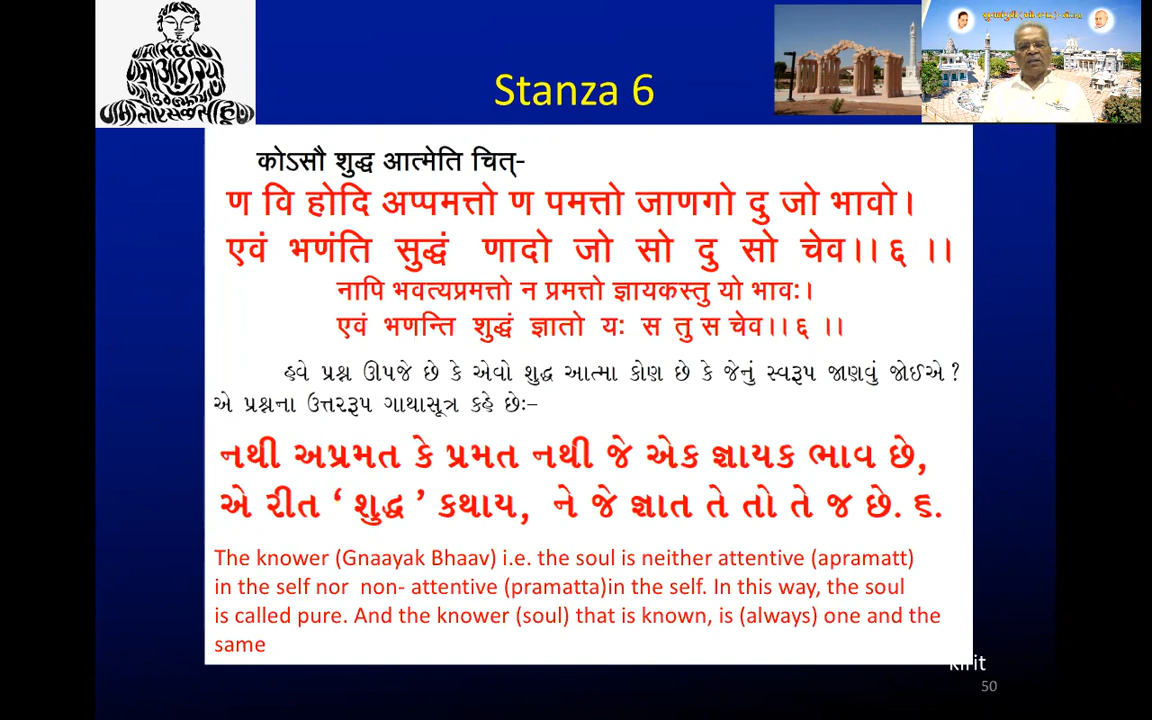 Stanza 6
कोऽसौ शुद्ध आत्मेति चित्-
ण वि होदि अप्पमत्तो ण पमत्तो जाणगो दु जो भावो।
एवं भणंति सुद्धं णादो जो सो दु सो चेव।। ६ ।।
नापि भवत्यप्रमत्तो न प्रमत्तो ज्ञायकस्तु यो भावः।
एवं भणन्ति शुद्धं ज्ञातो यः स तु स चेव।। ६ ।।
હવે પ્રશ્ન ઊપજે છે કે એવો શુદ્ધ આત્મા કોણ છે કે જેનું સ્વરૂપ જાણવું જોઈએ ?
એ પ્રશ્નના ઉત્તરરૂપ ગાથાસૂત્ર કહે છેઃ–
નથી અપ્રમત કે પ્રમત નથી જે એક જ્ઞાયક ભાવ છે,
એ રીત ‘ શુદ્ધ ’ કથાય, ને જે જ્ઞાત તે તો તે જ છે. ૬.
The knower (Gnaayak Bhaav) i.e. the soul is neither attentive (apramatt)
in the self nor non- attentive (pramatta)in the self. In this way, the soul
is called pure. And the knower (soul) that is known, is (always) one and the
same
kirit
50